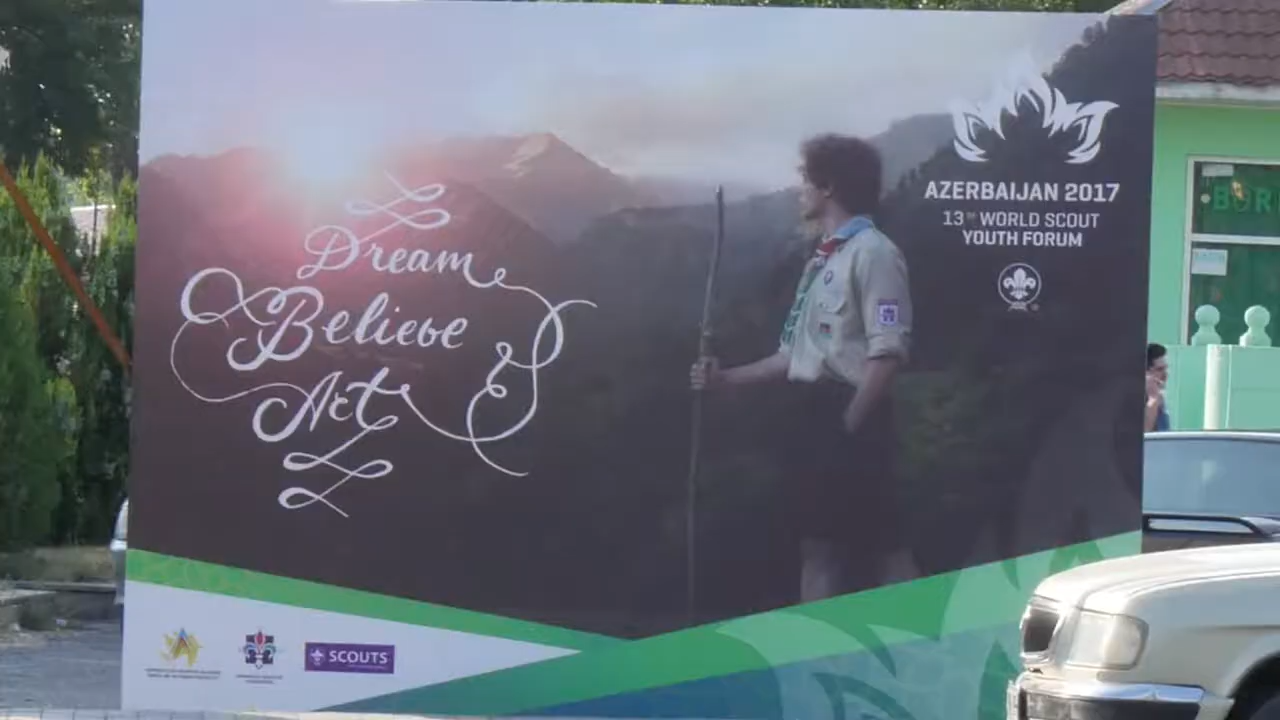 Dream
Believe
Act
AZERBAIJAN 2017
13TH WORLD SCOUT
YOUTH FORUM
SCOUTS